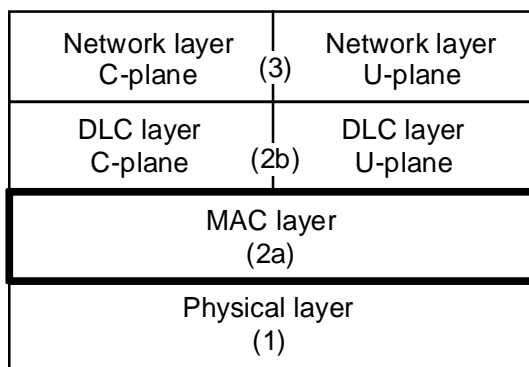 Network layer
C-plane
(3)
Network layer
U-plane
DLC layer
C-plane
(2b)
DLC layer
U-plane
MAC layer
(2a)
Physical layer
(1)